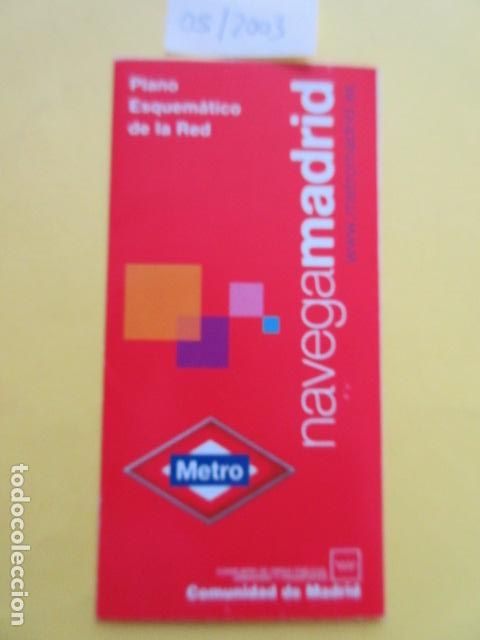 05/2003
Plano
Esquemático
de la Red
navegamadrid
www.metromadrid.es
Metro
Comunidad de Madrid
todocoleccion